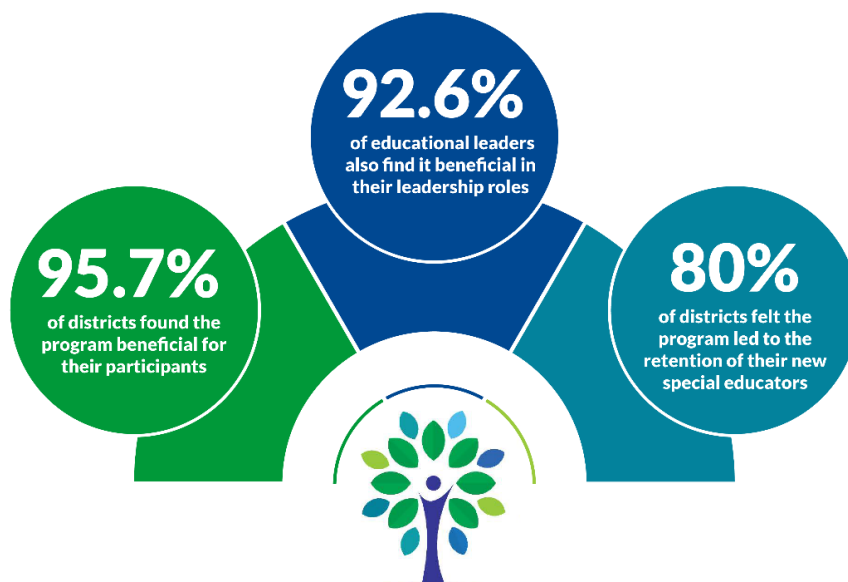 95.7%
of districts found the
program beneficial for
their participants
92.6%
of educational leaders
also find it beneficial in
their leadership roles
80%
of districts felt the
program led to the
retention of their new
special educators